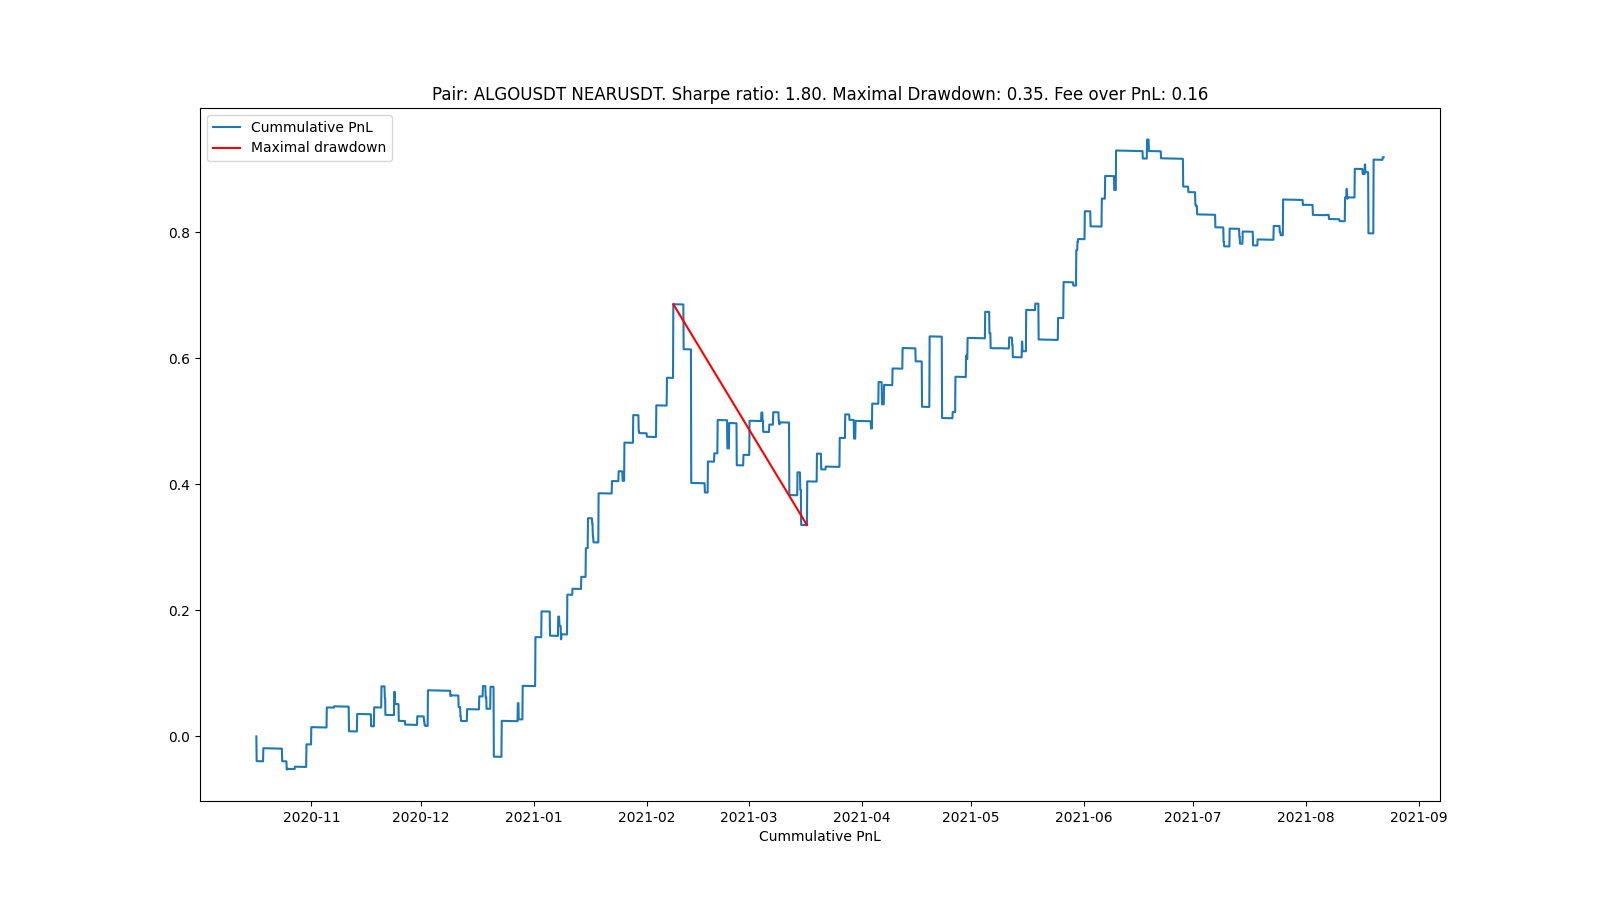 Pair: ALGOUSDT NEARUSDT. Sharpe ratio: 1.80. Maximal Drawdown: 0.35. Fee over PnL: 0.16
Cummulative PnL
Maximal drawdown
0.8
0.6
0.4
0.2
0.0
2020-11 2020-12 2021-01 2021-02 2021-03 2021-04 2021-05 2021-06 2021-07 2021-08 2021-09
Cummulative PnL